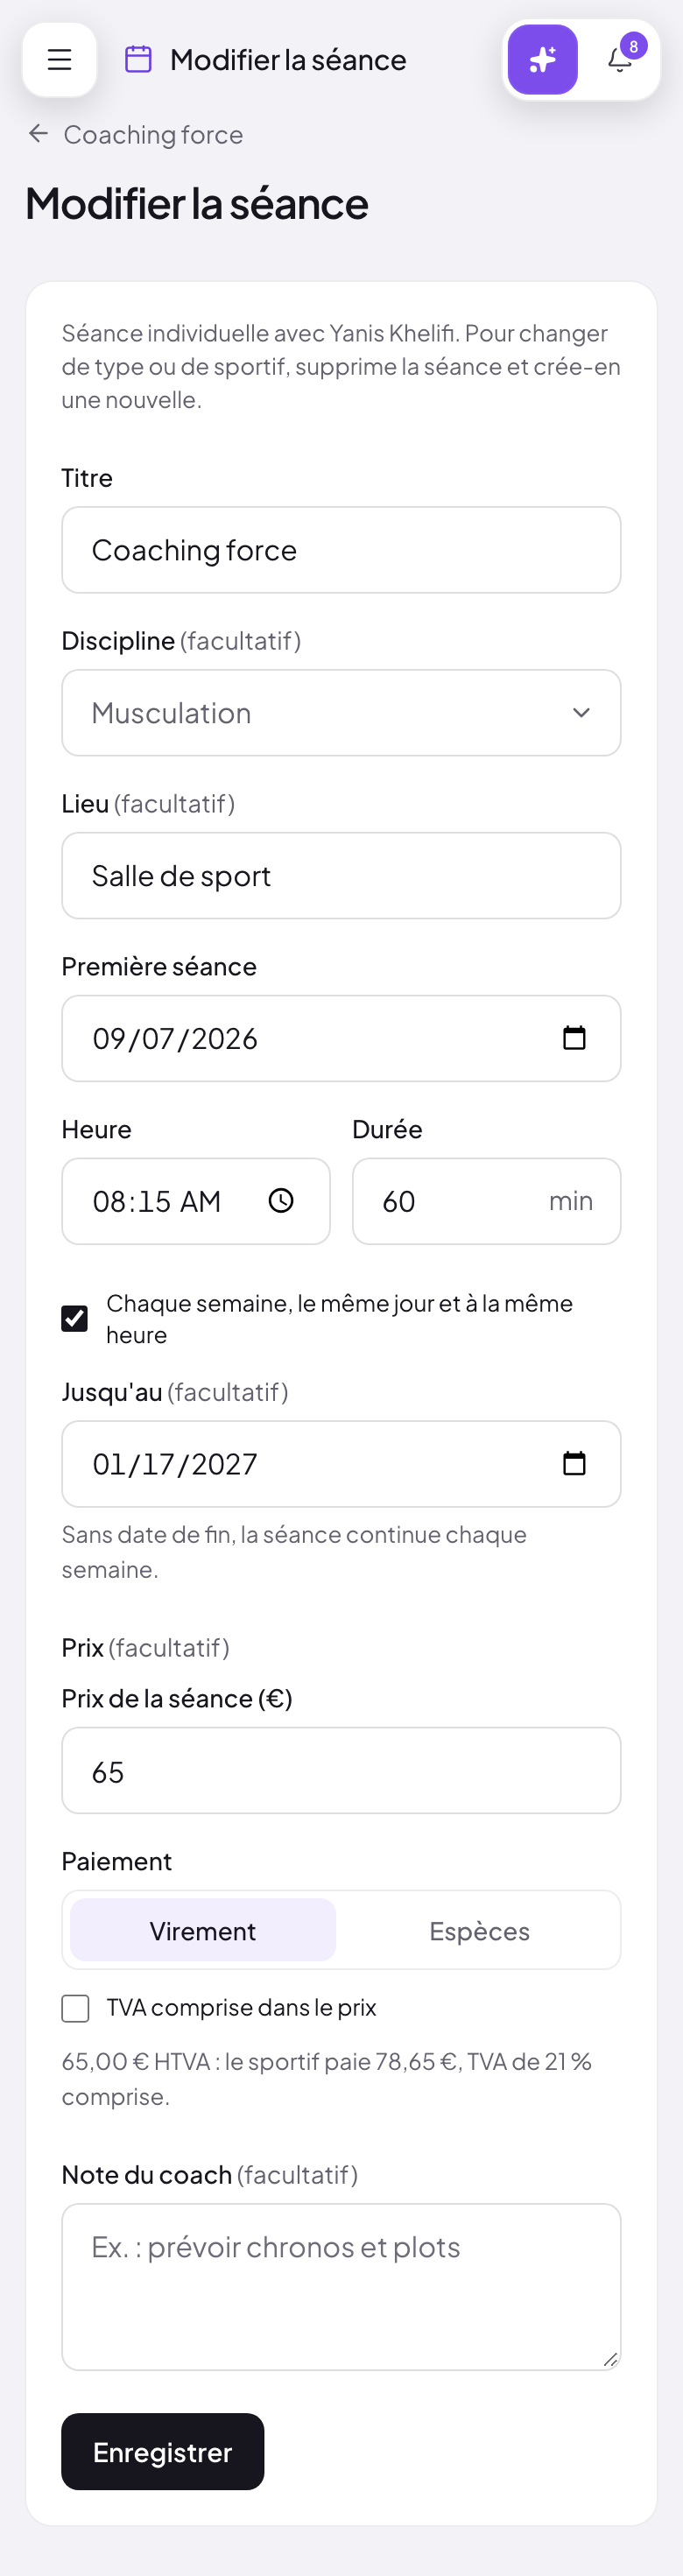 Modifier la séance
8
Coaching force
Modifier la séance
Séance individuelle avec Yanis Khelifi. Pour changer
de type ou de sportif, supprime la séance et crée-en
une nouvelle.
Titre
Coaching force
Discipline (facultatif)
Musculation
Lieu (facultatif)
Salle de sport
Première séance
09/07/2026
Heure
Durée
08:15 AM
60 min
Chaque semaine, le même jour et à la même
heure
Jusqu'au (facultatif)
01/17/2027
Sans date de fin, la séance continue chaque
semaine.
Prix (facultatif)
Prix de la séance (€)
65
Paiement
Virement
Espèces
TVA comprise dans le prix
65,00 € HTVA : le sportif paie 78,65 €, TVA de 21 %
comprise.
Note du coach (facultatif)
Ex. : prévoir chronos et plots
Enregistrer